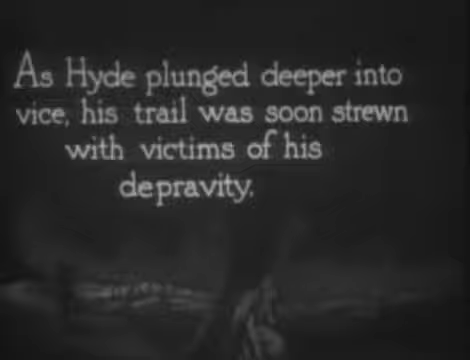 As Hyde plunged deeper into
vice, his trail was soon strewn
with victims of his
depravity.